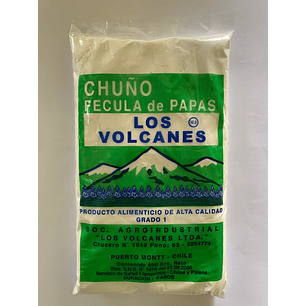 CHUÑO
FECULA de PAPAS
LOS
VOLCANES
PRODUCTO ALIMENTICIO DE ALTA CALIDAD
GRADO 1
SOC. AGROINDUSTRIAL
"LOS VOLCANES LTDA."
PUERTO MONTT - CHILE